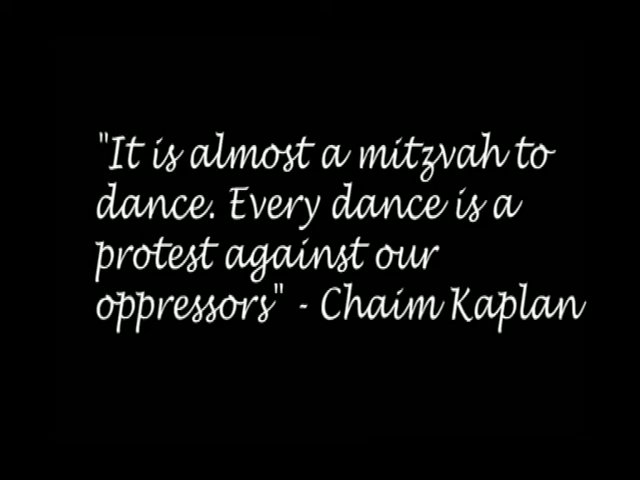 "It is almost a mitzvah to
dance. Every dance is a
protest against our
oppressors" - Chaim Kaplan